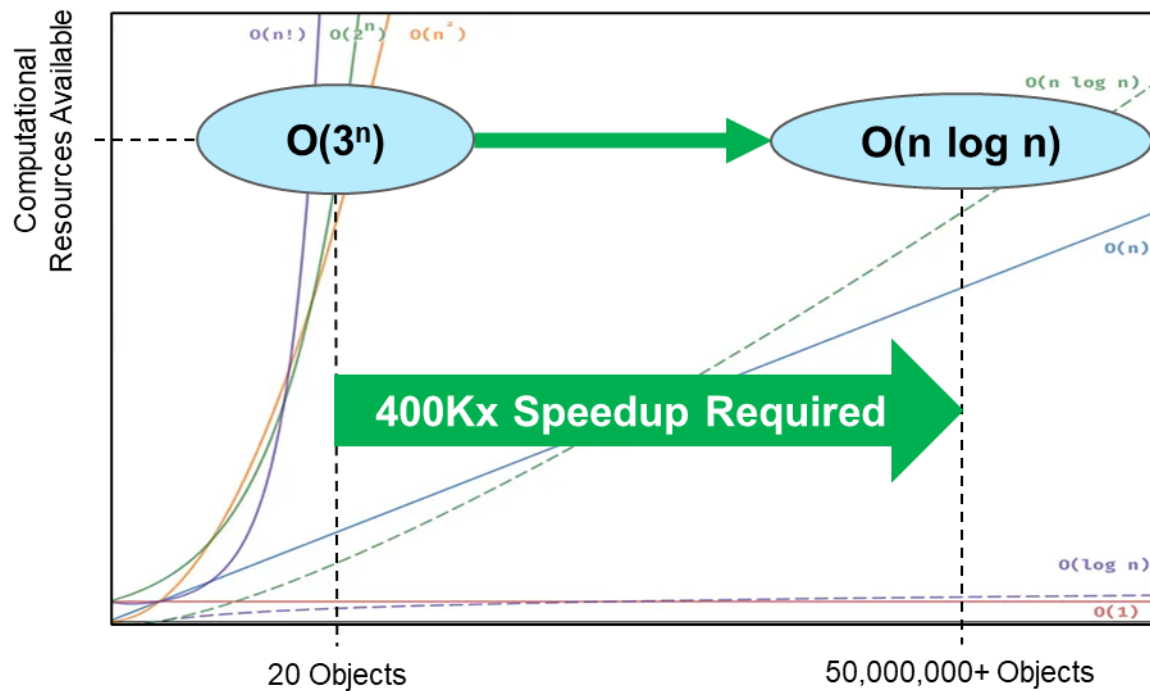 Computational
Resources Available
O(n!)
O(2ⁿ)
O(n²)
O(n log n)
O(3ⁿ)
O(n log n)
O(n)
400Kx Speedup Required
O(log n)
O(1)
20 Objects
50,000,000+ Objects